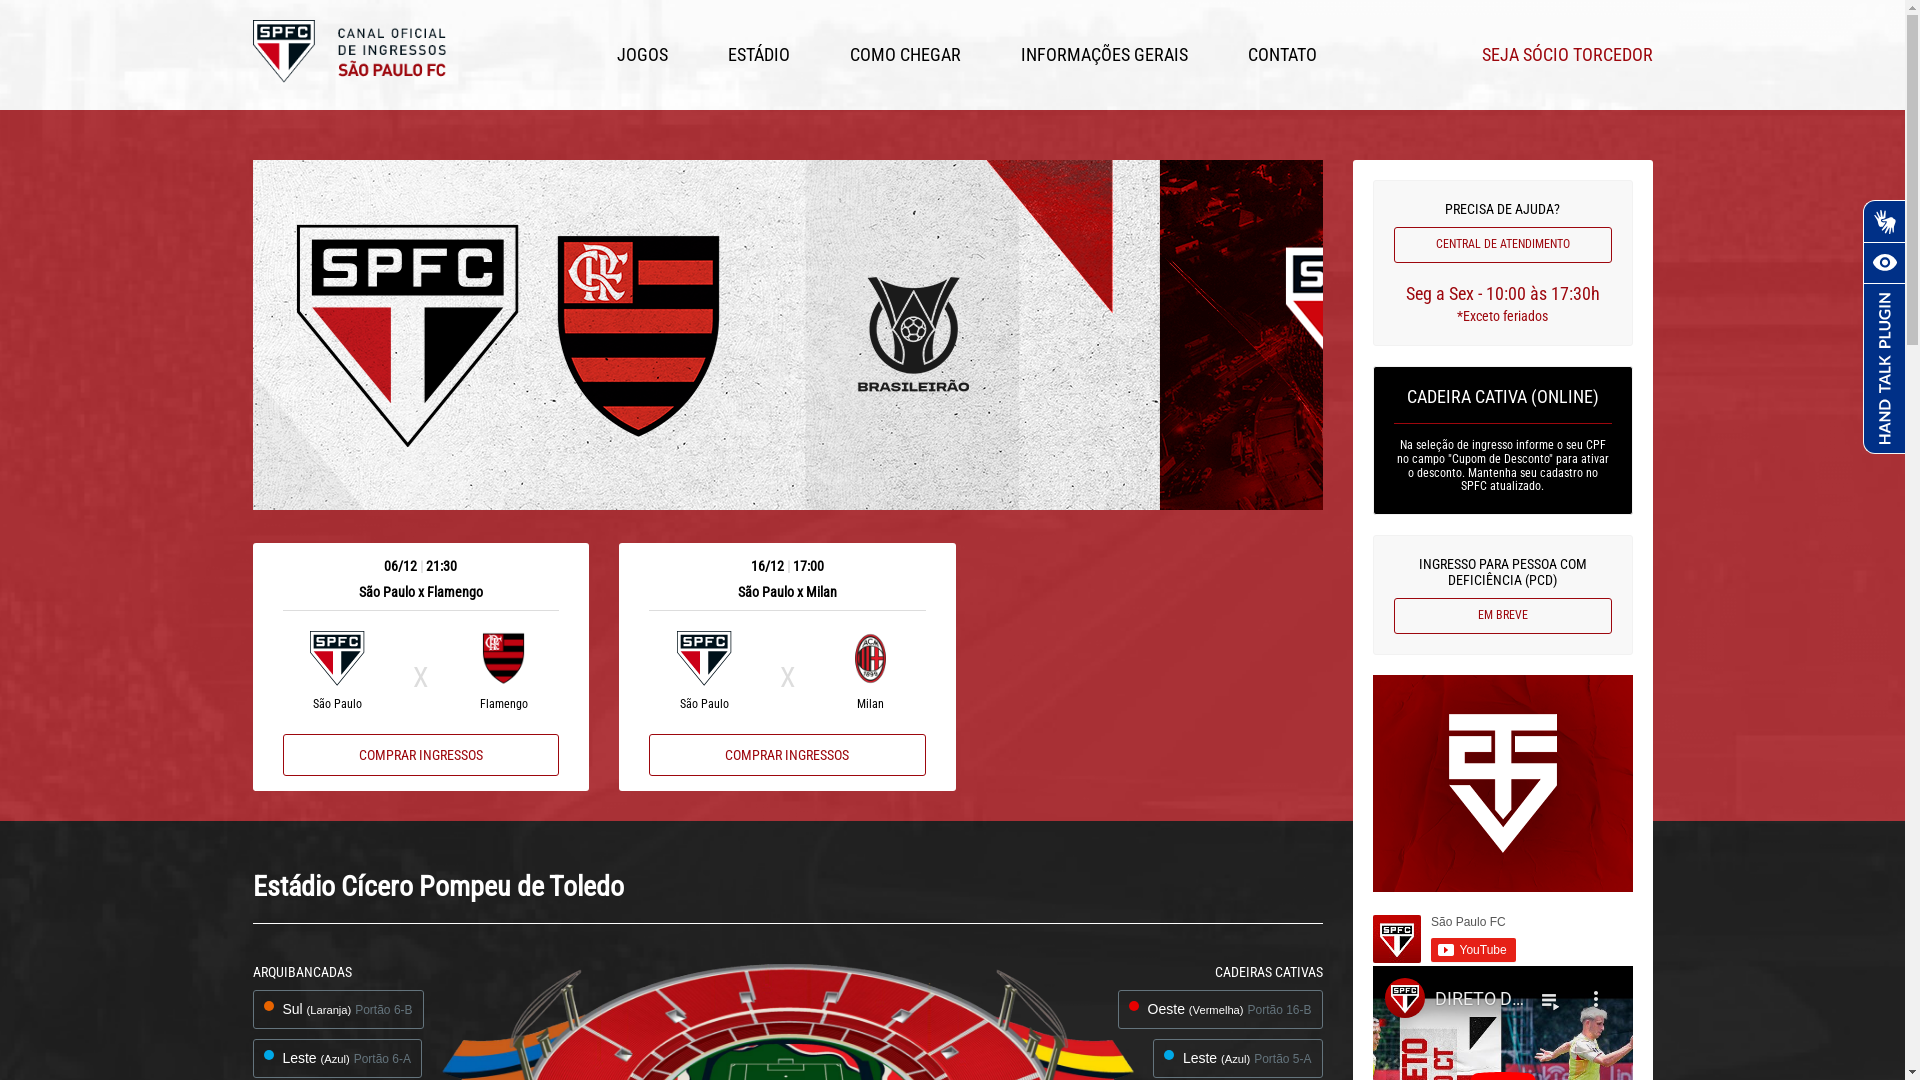 SPFC
CANAL OFICIAL
DE INGRESSOS
SÃO PAULO FC
JOGOS
ESTÁDIO
COMO CHEGAR
INFORMAÇÕES GERAIS
CONTATO
SEJA SÓCIO TORCEDOR
SPFC
BRASILEIRÃO
PRECISA DE AJUDA?
CENTRAL DE ATENDIMENTO
Seg a Sex - 10:00 às 17:30h
*Exceto feriados
HAND TALK PLUGIN
CADEIRA CATIVA (ONLINE)
Na seleção de ingresso informe o seu CPF
no campo "Cupom de Desconto" para ativar
o desconto. Mantenha seu cadastro no
SPFC atualizado.
INGRESSO PARA PESSOA COM
DEFICIÊNCIA (PCD)
EM BREVE
06/12 | 21:30
São Paulo x Flamengo
SPFC
X
São Paulo
Flamengo
COMPRAR INGRESSOS
16/12 | 17:00
São Paulo x Milan
SPFC
X
São Paulo
Milan
COMPRAR INGRESSOS
Estádio Cícero Pompeu de Toledo
ARQUIBANCADAS
Sul (Laranja) Portão 6-B
Leste (Azul) Portão 6-A
CADEIRAS CATIVAS
Oeste (Vermelha) Portão 16-B
Leste (Azul) Portão 5-A
SPFC
São Paulo FC
YouTube
SPFC
DIRETO D...